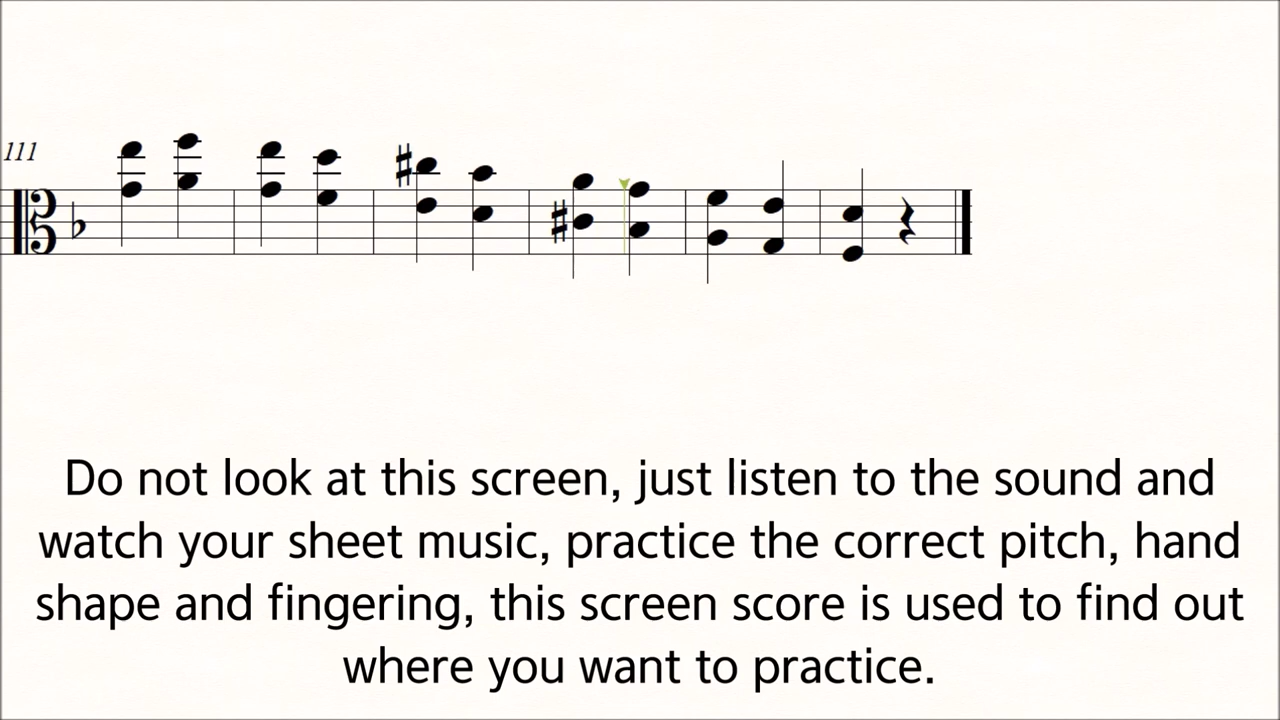 111
Do not look at this screen, just listen to the sound and
watch your sheet music, practice the correct pitch, hand
shape and fingering, this screen score is used to find out
where you want to practice.